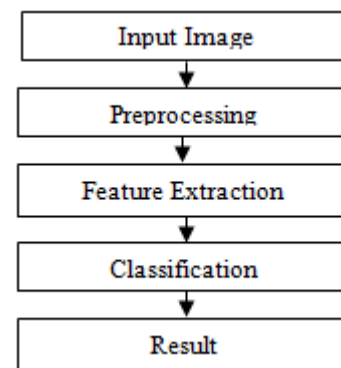 Input Image
Preprocessing
Feature Extraction
Classification
Result